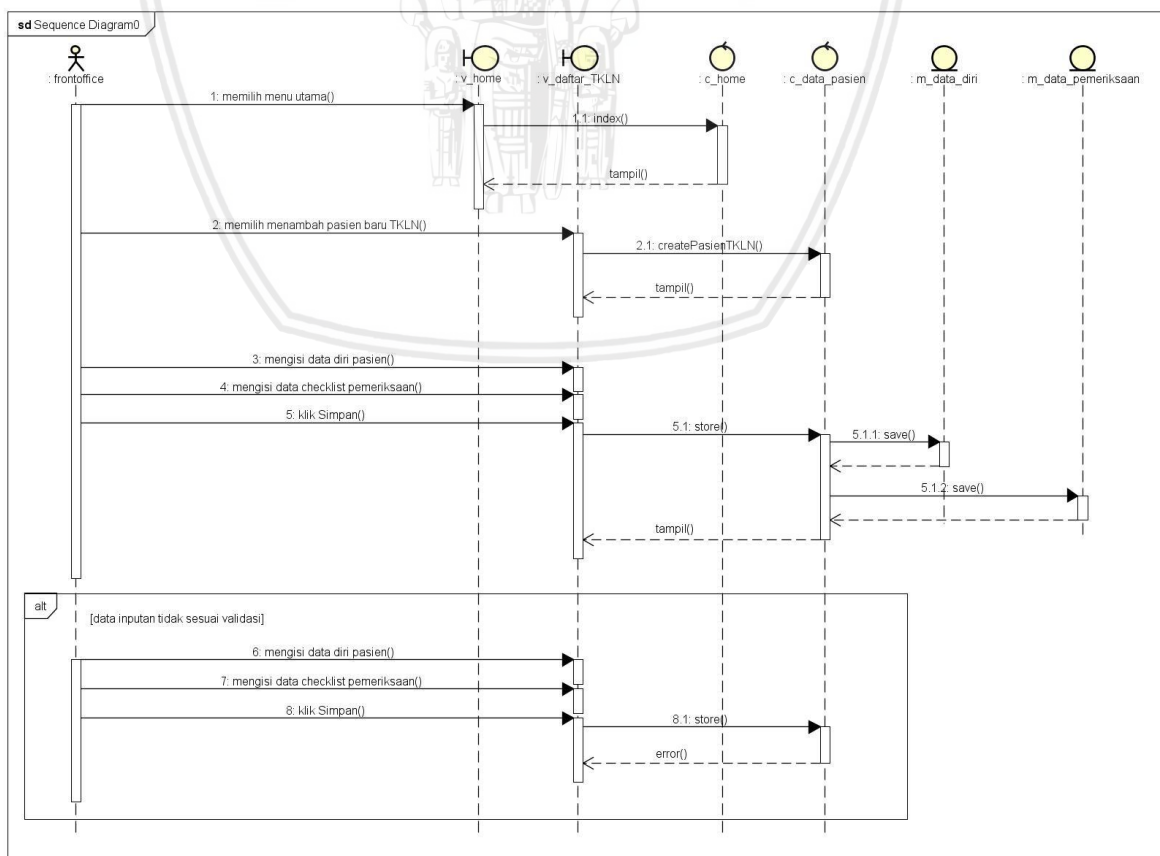 sd Sequence Diagram0
: frontoffice
: v_home
: v_daftar_TKLN
: c_home
: c_data_pasien
: m_data_diri
: m_data_pemeriksaan
1: memilih menu utama()
1.1: index()
tampil()
2: memilih menambah pasien baru TKLN()
2.1: createPasienTKLN()
tampil()
3: mengisi data diri pasien()
4: mengisi data checklist pemeriksaan()
5: klik Simpan()
5.1: store()
5.1.1: save()
5.1.2: save()
tampil()
alt
[data inputan tidak sesuai validasi]
6: mengisi data diri pasien()
7: mengisi data checklist pemeriksaan()
8: klik Simpan()
8.1: store()
error()